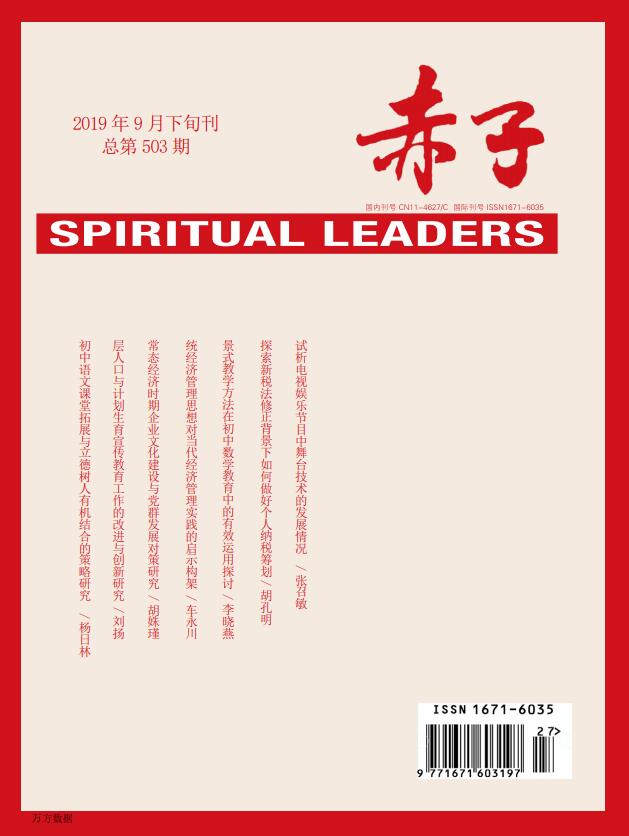 2019 年 9 月下旬刊
总第 503 期
赤子
国内刊号 CN11-4627/C 国际刊号 ISSN1671-6035
SPIRITUAL LEADERS
试析电视娱乐节目中舞台技术的发展情况 / 张召敏
探索新税法修正背景下如何做好个人纳税筹划 / 胡孔明
景式教学方法在初中数学教育中的有效运用探讨 / 李晓燕
统经济管理思想对当代经济管理实践的启示构架 / 车永川
常态经济时期企业文化建设与党群发展对策研究 / 胡姝瑾
层人口与计划生育宣传教育工作的改进与创新研究 / 刘扬
初中语文课堂拓展与立德树人有机结合的策略研究 / 杨日林
ISSN 1671-6035
27>
9 771671 603197
万方数据